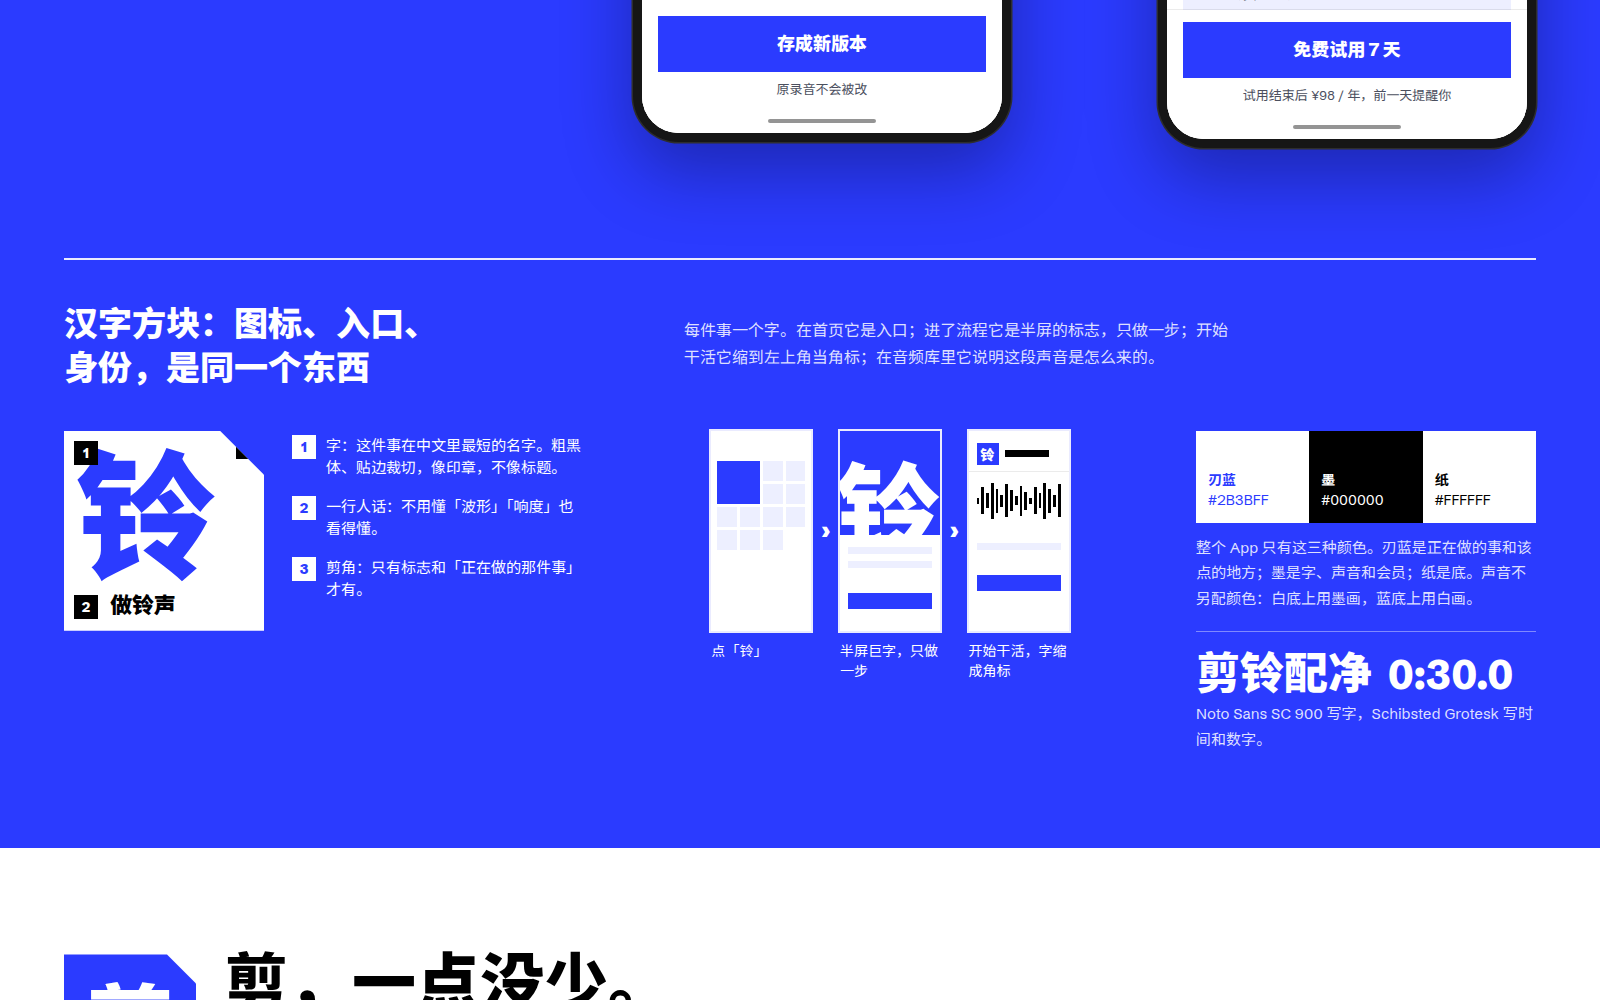 存成新版本
原录音不会被改
免费试用 7 天
试用结束后 ¥98 / 年，前一天提醒你
汉字方块：图标、入口、
身份，是同一个东西
每件事一个字。在首页它是入口；进了流程它是半屏的标志，只做一步；开始
干活它缩到左上角当角标；在音频库里它说明这段声音是怎么来的。
1
铃
2 做铃声
1 字：这件事在中文里最短的名字。粗黑
体、贴边裁切，像印章，不像标题。
2 一行人话：不用懂「波形」「响度」也
看得懂。
3 剪角：只有标志和「正在做的那件事」
才有。
点「铃」
›
铃
半屏巨字，只做
一步
›
铃
开始干活，字缩
成角标
刃蓝
#2B3BFF
墨
#000000
纸
#FFFFFF
整个 App 只有这三种颜色。刃蓝是正在做的事和该
点的地方；墨是字、声音和会员；纸是底。声音不
另配颜色：白底上用墨画，蓝底上用白画。
剪铃配净 0:30.0
Noto Sans SC 900 写字，Schibsted Grotesk 写时
间和数字。
剪，一点没少。